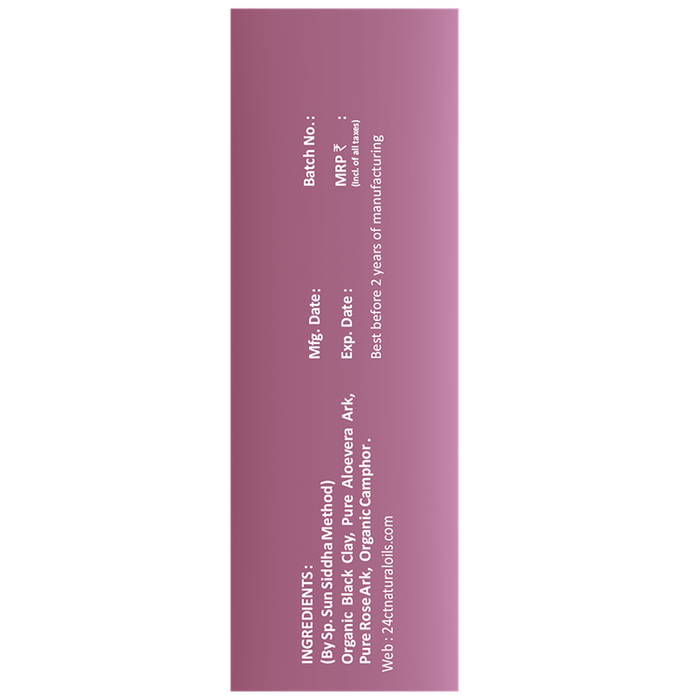 INGREDIENTS :
(By Sp. Sun Siddha Method)
Organic Black Clay, Pure Aloevera Ark,
Pure Rose Ark, Organic Camphor .
Web : 24ctnaturaloils.com
Mfg. Date :
Exp. Date :
Best before 2 years of manufacturing
Batch No. :
MRP ₹ :
(Incl. of all taxes)